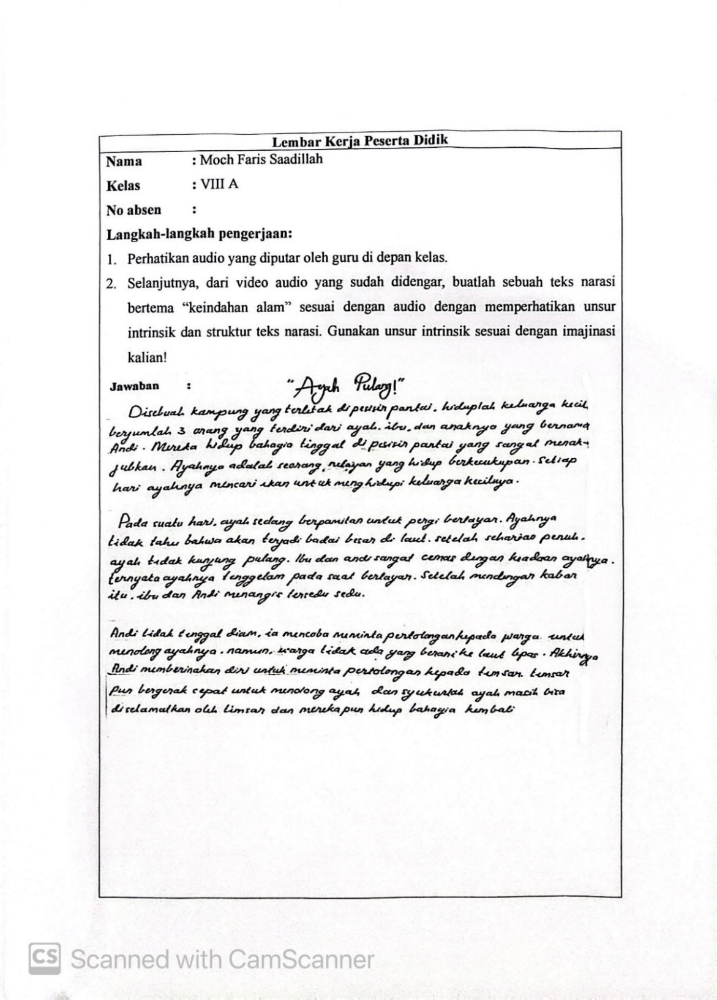 Lembar Kerja Peserta Didik
Nama : Moch Faris Saadillah
Kelas : VIII A
No absen :
Langkah-langkah pengerjaan:
1. Perhatikan audio yang diputar oleh guru di depan kelas.
2. Selanjutnya, dari video audio yang sudah didengar, buatlah sebuah teks narasi
bertema “keindahan alam” sesuai dengan audio dengan memperhatikan unsur
intrinsik dan struktur teks narasi. Gunakan unsur intrinsik sesuai dengan imajinasi
kalian!
Jawaban : "Ayah Pulang!"
Disebuah kampung yang terletak di pesisir pantai, hiduplah keluarga kecil
berjumlah 3 orang yang terdiri dari ayah, ibu, dan anaknya yang bernama
Andi. Mereka hidup bahagia tinggal di pesisir pantai yang sangat menak-
jubkan. Ayahnya adalah seorang nelayan yang hidup berkecukupan. Setiap
hari ayahnya mencari ikan untuk menghidupi keluarga kecilnya.
Pada suatu hari, ayah sedang berpamitan untuk pergi berlayar. Ayahnya
tidak tahu bahwa akan terjadi badai besar di laut. setelah seharian penuh,
ayah tidak kunjung pulang. Ibu dan andi sangat cemas dengan keadaan ayahnya.
ternyata ayahnya tenggelam pada saat berlayar. Setelah mendengar kabar
itu, ibu dan Andi menangis tersedu sedu.
Andi tidak tinggal diam, ia mencoba meminta pertolongan kepada warga untuk
menolong ayahnya. namun, warga tidak ada yang berani ke laut lepas. Akhirnya
Andi memberinakan diri untuk meminta pertolongan kepada tim sar. timsar
pun bergerak cepat untuk menolong ayah dan syukurlah ayah masih bisa
diselamatkan oleh timsar dan mereka pun hidup bahagia kembali
CS Scanned with CamScanner